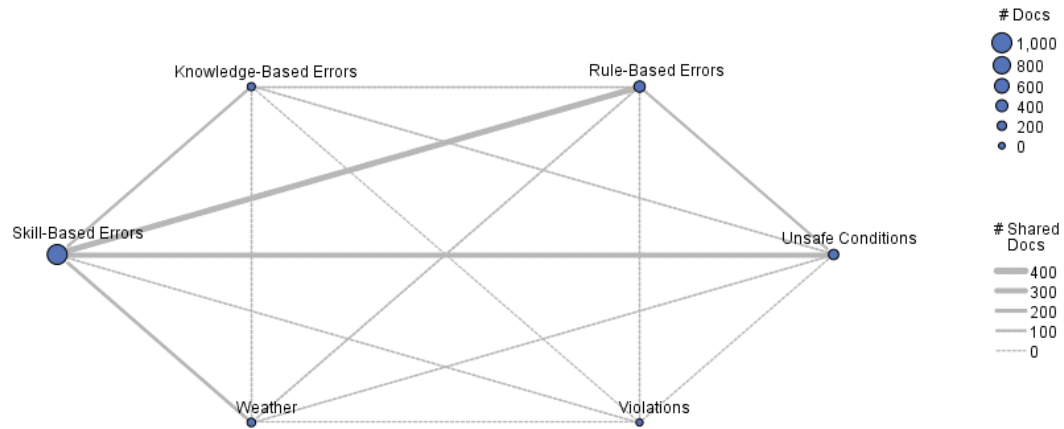 # Docs
1,000
800
600
400
200
0
Knowledge-Based Errors
Rule-Based Errors
Skill-Based Errors
Unsafe Conditions
# Shared
Docs
400
300
200
100
0
Weather
Violations